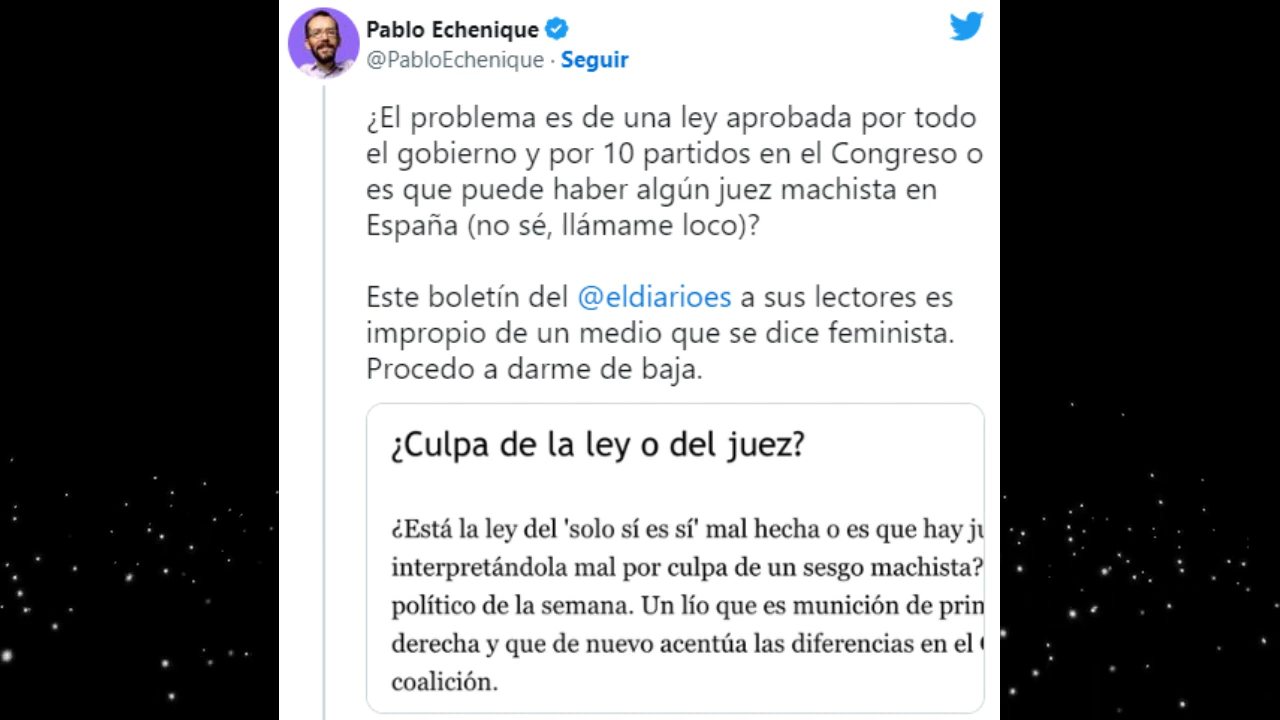 Pablo Echenique
@PabloEchenique · Seguir
¿El problema es de una ley aprobada por todo
el gobierno y por 10 partidos en el Congreso o
es que puede haber algún juez machista en
España (no sé, llámame loco)?
Este boletín del @eldiarioes a sus lectores es
impropio de un medio que se dice feminista.
Procedo a darme de baja.
¿Culpa de la ley o del juez?
¿Está la ley del 'solo sí es sí' mal hecha o es que hay
interpretándola mal por culpa de un sesgo machista?
político de la semana. Un lío que es munición de
derecha y que de nuevo acentúa las diferencias en el
coalición.